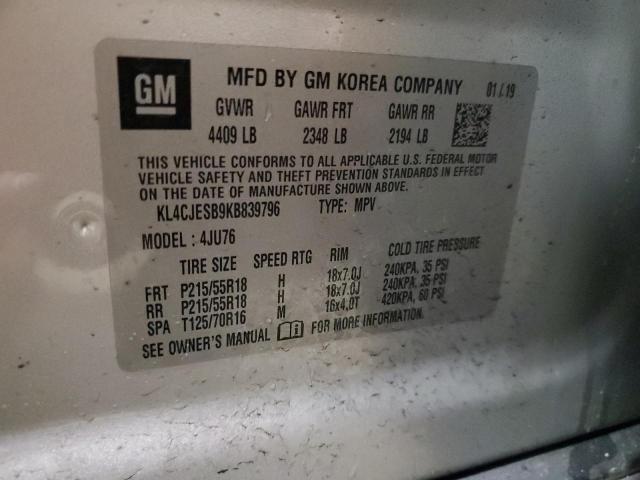 GM MFD BY GM KOREA COMPANY 01/19
GVWR GAWR FRT GAWR RR
4409 LB 2348 LB 2194 LB
THIS VEHICLE CONFORMS TO ALL APPLICABLE U.S. FEDERAL MOTOR
VEHICLE SAFETY AND THEFT PREVENTION STANDARDS IN EFFECT
ON THE DATE OF MANUFACTURE SHOWN ABOVE.
KL4CJESB9KB839796 TYPE: MPV
MODEL : 4JU76
TIRE SIZE SPEED RTG RIM COLD TIRE PRESSURE
FRT P215/55R18 H 18x7.0J 240KPA, 35 PSI
RR P215/55R18 H 18x7.0J 240KPA, 35 PSI
SPA T125/70R16 M 16x4.0T 420KPA, 60 PSI
SEE OWNER'S MANUAL FOR MORE INFORMATION.